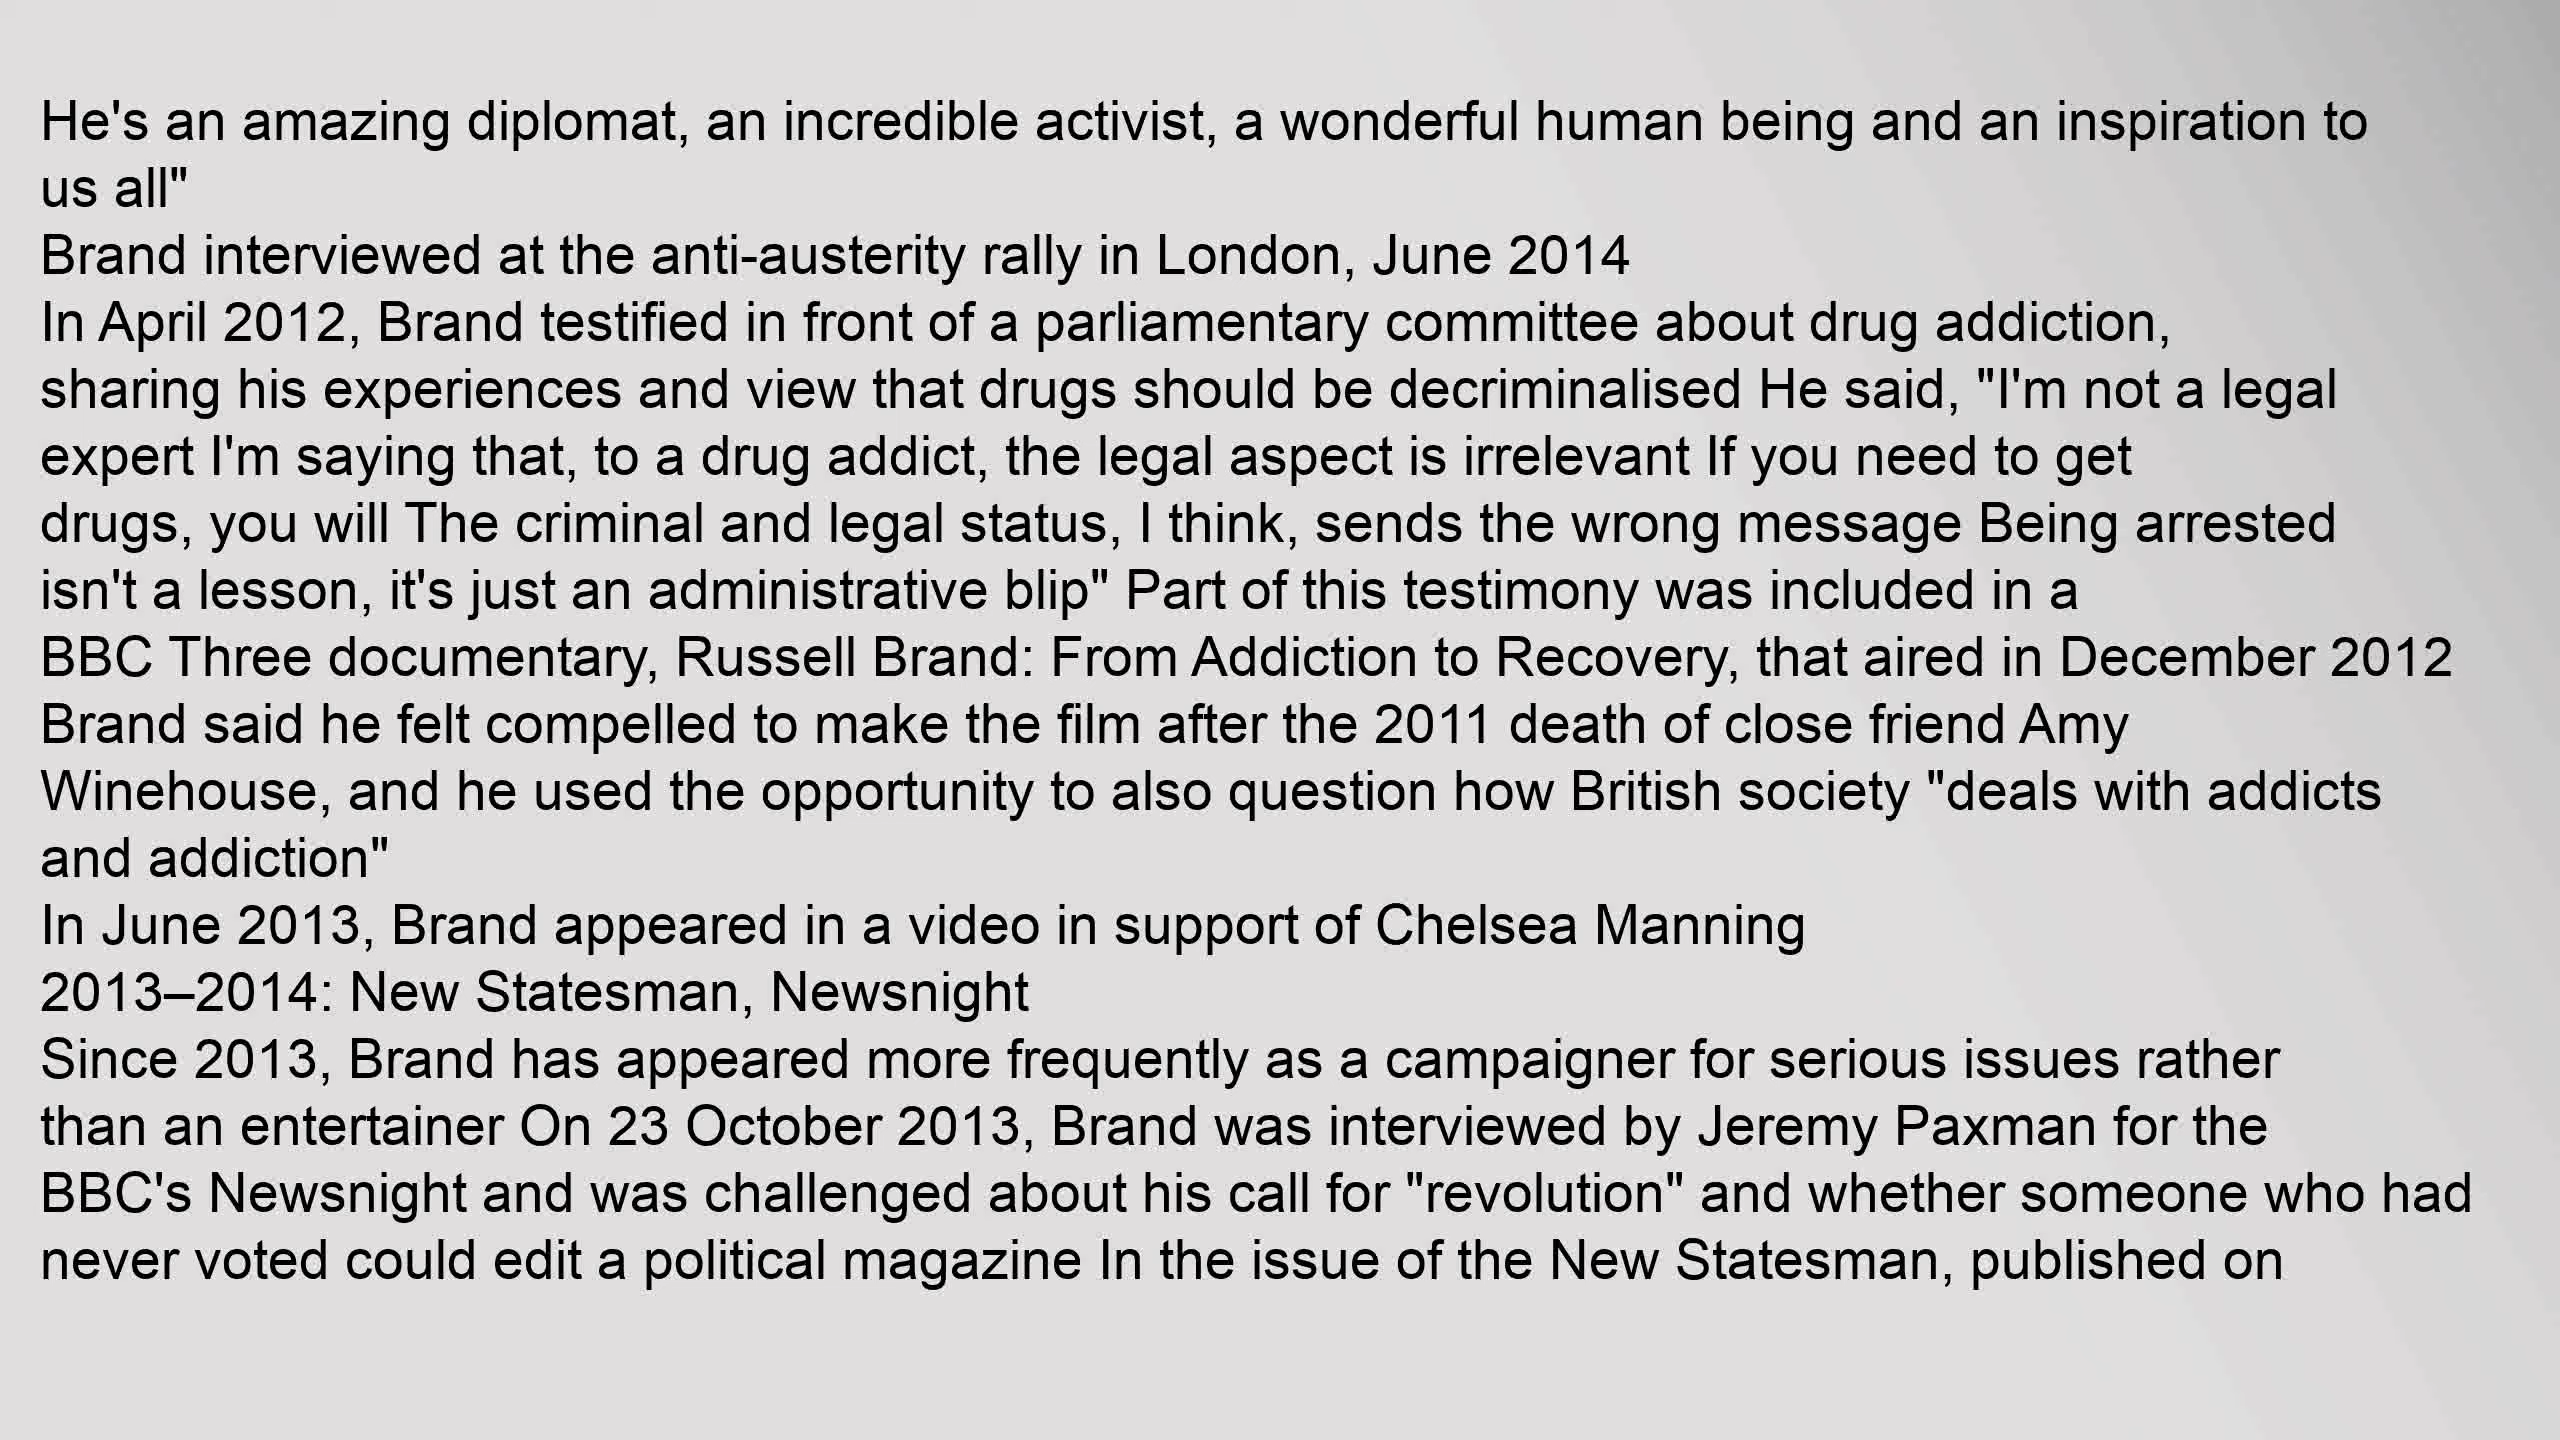 He's an amazing diplomat, an incredible activist, a wonderful human being and an inspiration to
us all"
Brand interviewed at the anti-austerity rally in London, June 2014
In April 2012, Brand testified in front of a parliamentary committee about drug addiction,
sharing his experiences and view that drugs should be decriminalised He said, "I'm not a legal
expert I'm saying that, to a drug addict, the legal aspect is irrelevant If you need to get
drugs, you will The criminal and legal status, I think, sends the wrong message Being arrested
isn't a lesson, it's just an administrative blip" Part of this testimony was included in a
BBC Three documentary, Russell Brand: From Addiction to Recovery, that aired in December 2012
Brand said he felt compelled to make the film after the 2011 death of close friend Amy
Winehouse, and he used the opportunity to also question how British society "deals with addicts
and addiction"
In June 2013, Brand appeared in a video in support of Chelsea Manning
2013–2014: New Statesman, Newsnight
Since 2013, Brand has appeared more frequently as a campaigner for serious issues rather
than an entertainer On 23 October 2013, Brand was interviewed by Jeremy Paxman for the
BBC's Newsnight and was challenged about his call for "revolution" and whether someone who had
never voted could edit a political magazine In the issue of the New Statesman, published on